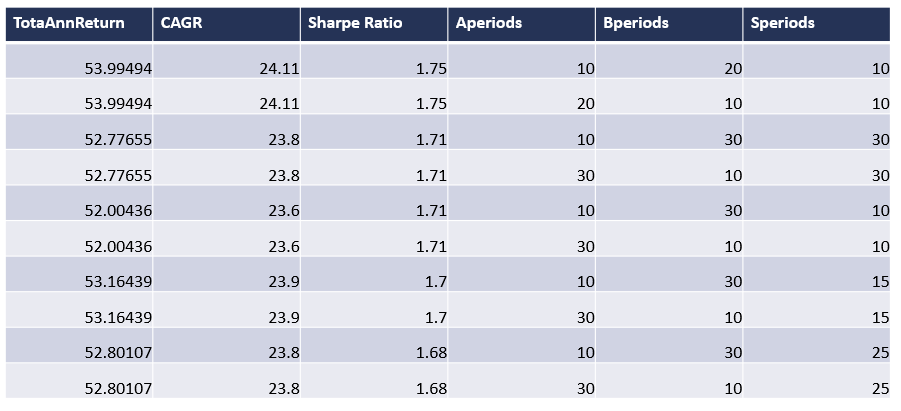 TotaAnnReturn CAGR Sharpe Ratio Aperiods Bperiods Speriods
53.99494 24.11 1.75 10 20 10
53.99494 24.11 1.75 20 10 10
52.77655 23.8 1.71 10 30 30
52.77655 23.8 1.71 30 10 30
52.00436 23.6 1.71 10 30 10
52.00436 23.6 1.71 30 10 10
53.16439 23.9 1.7 10 30 15
53.16439 23.9 1.7 30 10 15
52.80107 23.8 1.68 10 30 25
52.80107 23.8 1.68 30 10 25